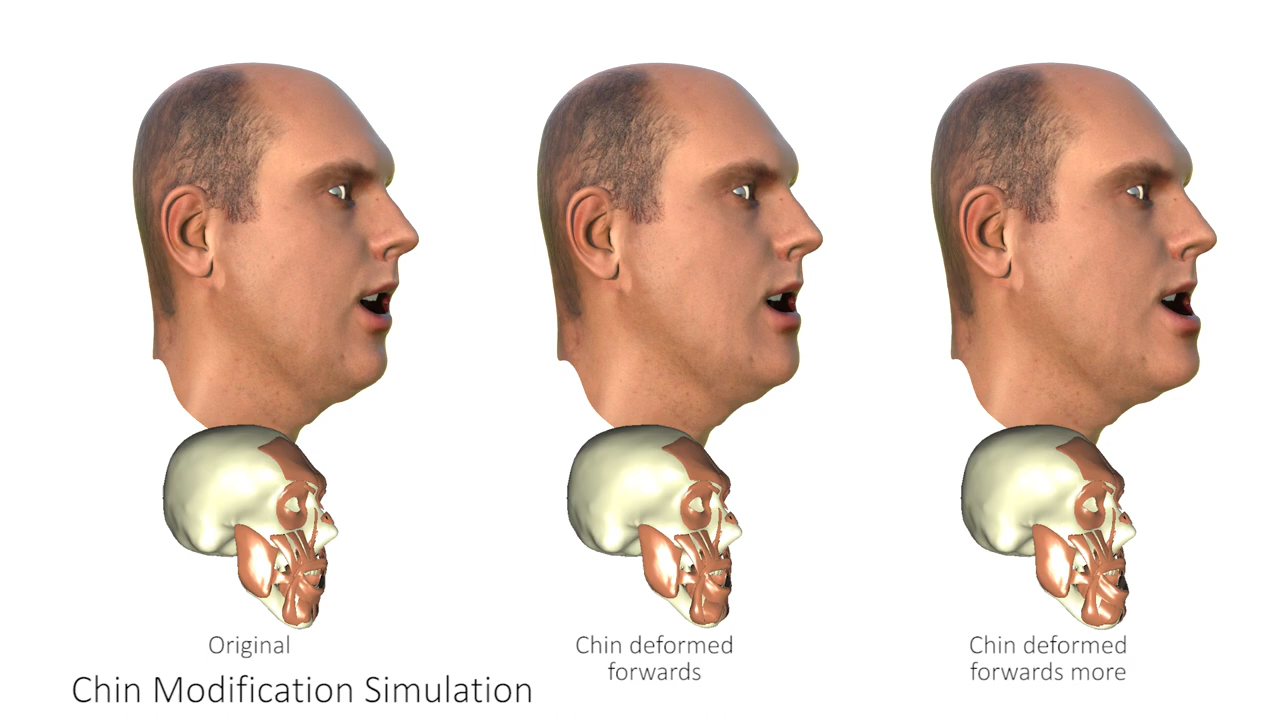 Original
Chin deformed
forwards
Chin deformed
forwards more
Chin Modification Simulation